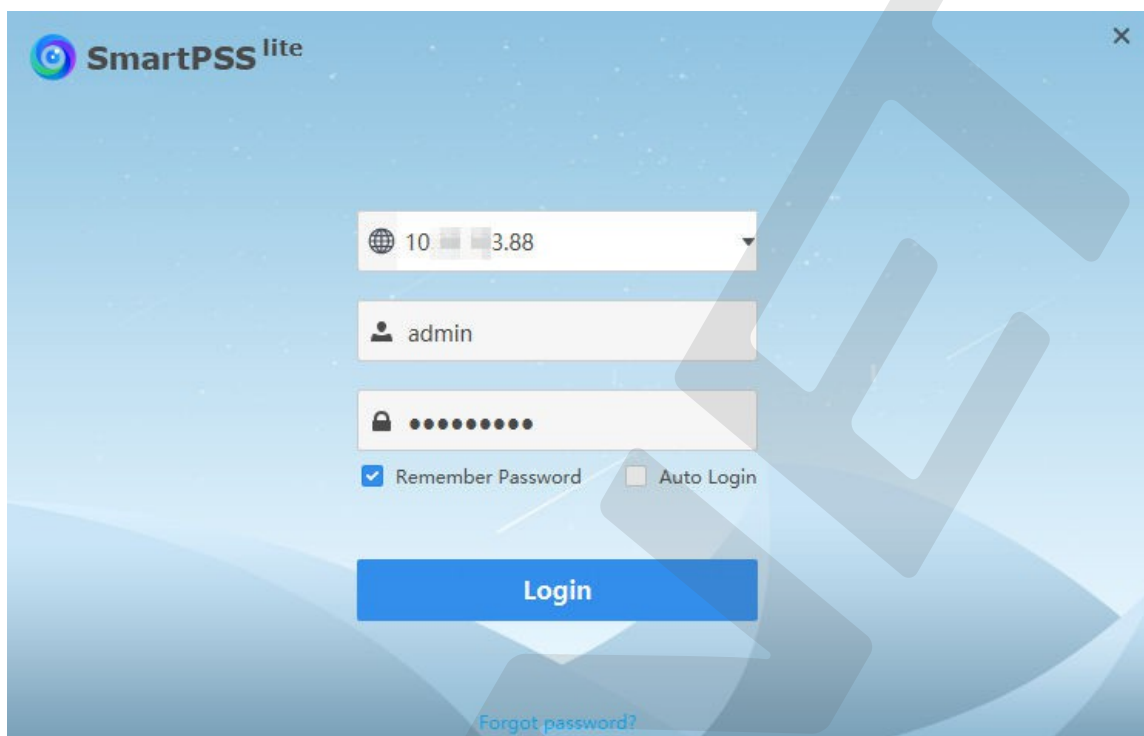 SmartPSS lite
10. 3.88
admin
Remember Password
Auto Login
Login
Forgot password?